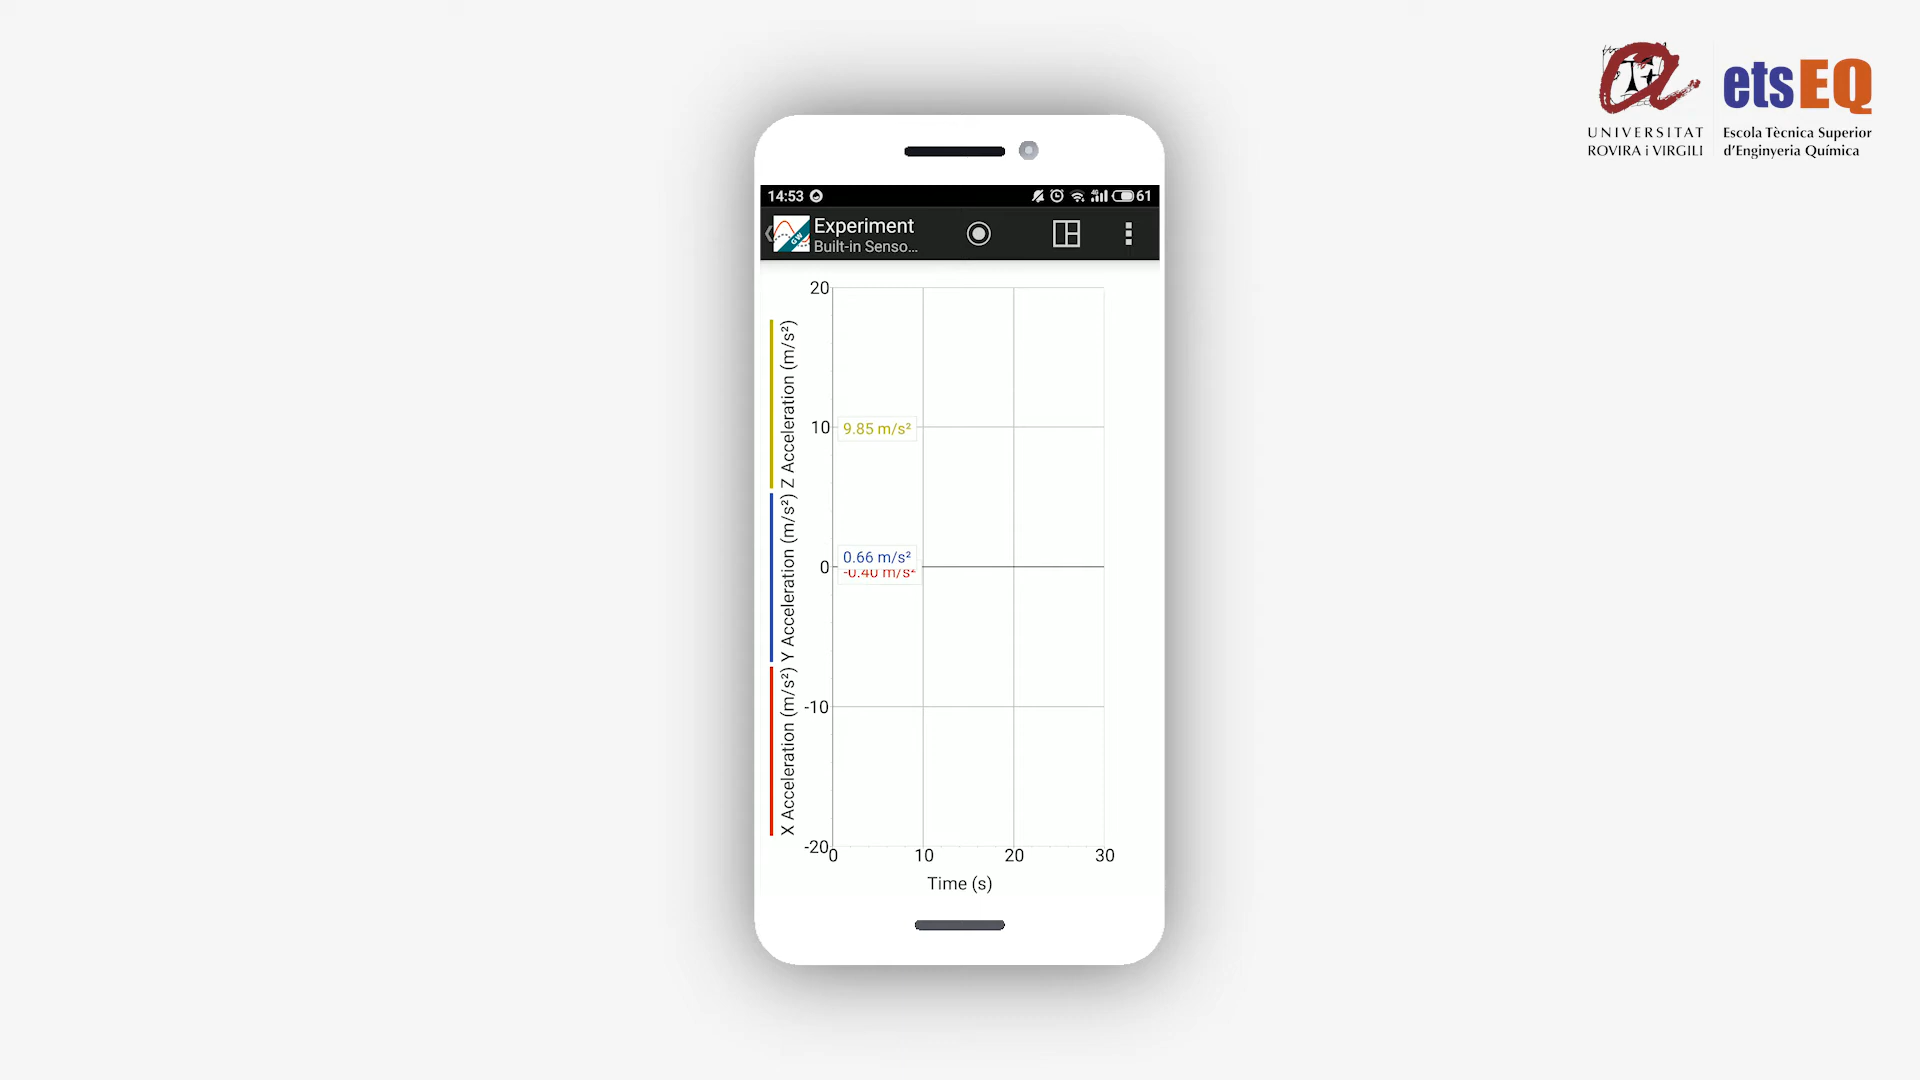 UNIVERSITAT
ROVIRA i VIRGILI
etsEQ
Escola Tècnica Superior
d'Enginyeria Química
14:53
4G
61
Experiment
Built-in Senso...
GW
20
10
0
-10
-20
Z Acceleration (m/s²)
Y Acceleration (m/s²)
X Acceleration (m/s²)
9.85 m/s²
0.66 m/s²
-0.40 m/s²
0
10
20
30
Time (s)